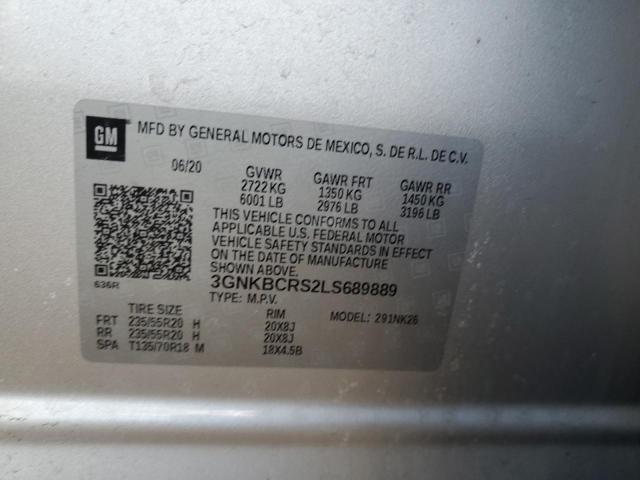 GM
MFD BY GENERAL MOTORS DE MEXICO, S. DE R.L. DE C.V.
06/20 GVWR GAWR FRT GAWR RR
2722 KG 1350 KG 1450 KG
6001 LB 2976 LB 3196 LB
THIS VEHICLE CONFORMS TO ALL
APPLICABLE U.S. FEDERAL MOTOR
VEHICLE SAFETY STANDARDS IN EFFECT
ON THE DATE OF MANUFACTURE
SHOWN ABOVE.
636R 3GNKBCRS2LS689889
TYPE: M.P.V.
TIRE SIZE RIM MODEL: 291NK26
FRT 235/55R20 H 20X8J
RR 235/55R20 H 20X8J
SPA T135/70R18 M 18X4.5B